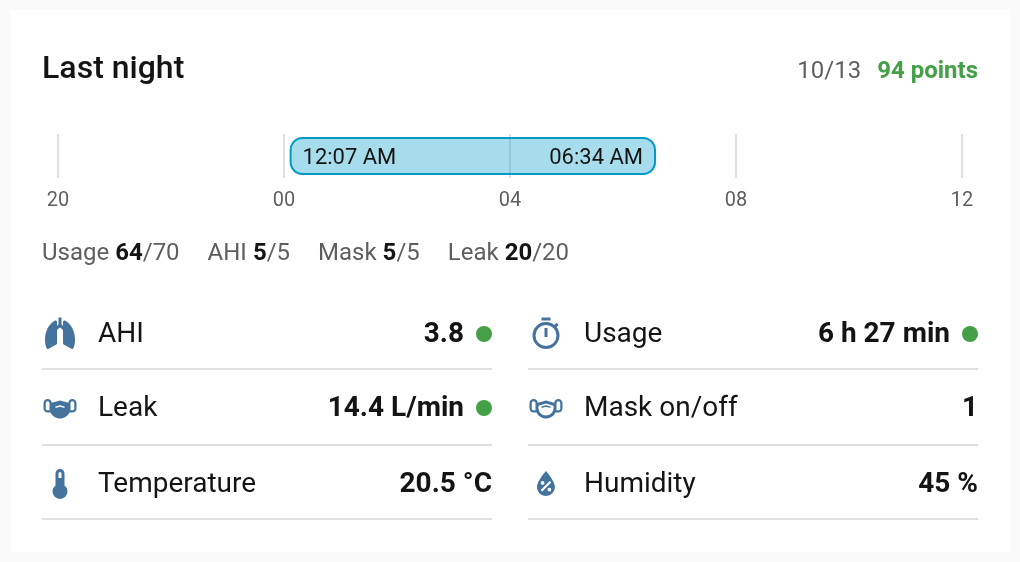 Last night 10/13 94 points
12:07 AM 06:34 AM
20 00 04 08 12
Usage 64/70 AHI 5/5 Mask 5/5 Leak 20/20
AHI 3.8 Usage 6 h 27 min
Leak 14.4 L/min Mask on/off 1
Temperature 20.5 °C Humidity 45 %